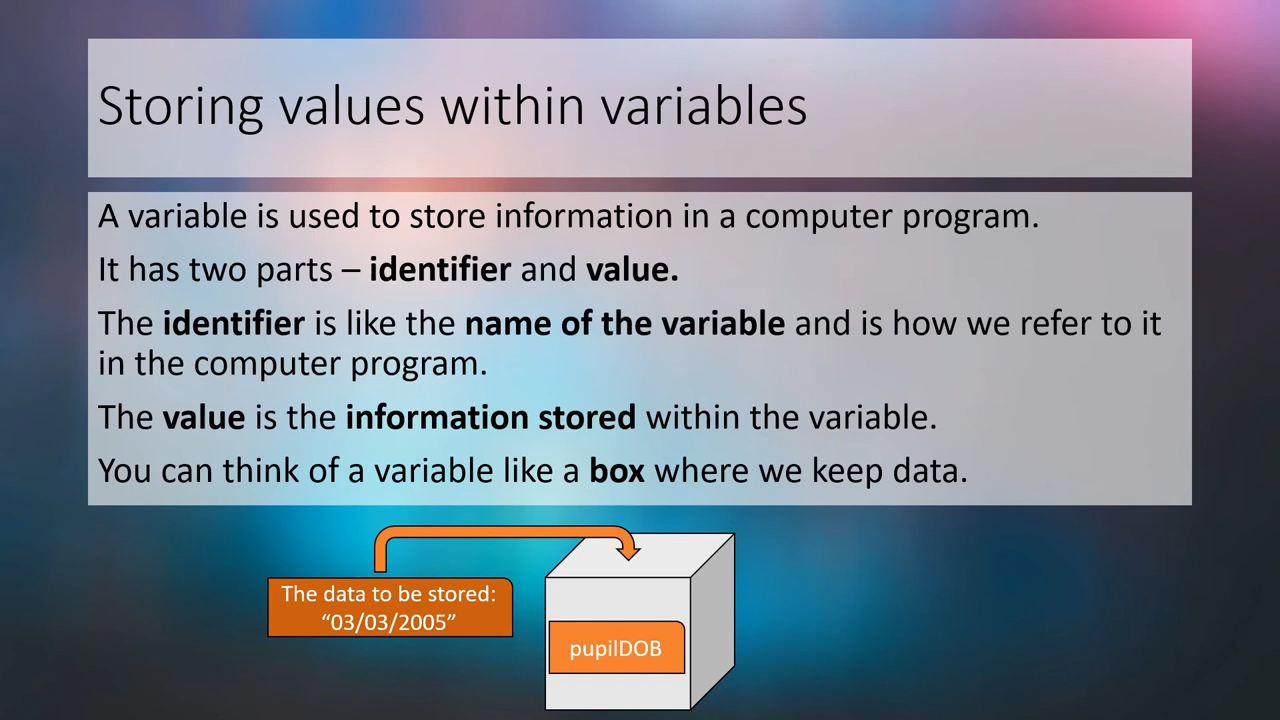 Storing values within variables
A variable is used to store information in a computer program.
It has two parts – identifier and value.
The identifier is like the name of the variable and is how we refer to it
in the computer program.
The value is the information stored within the variable.
You can think of a variable like a box where we keep data.
The data to be stored:
“03/03/2005”
pupilDOB